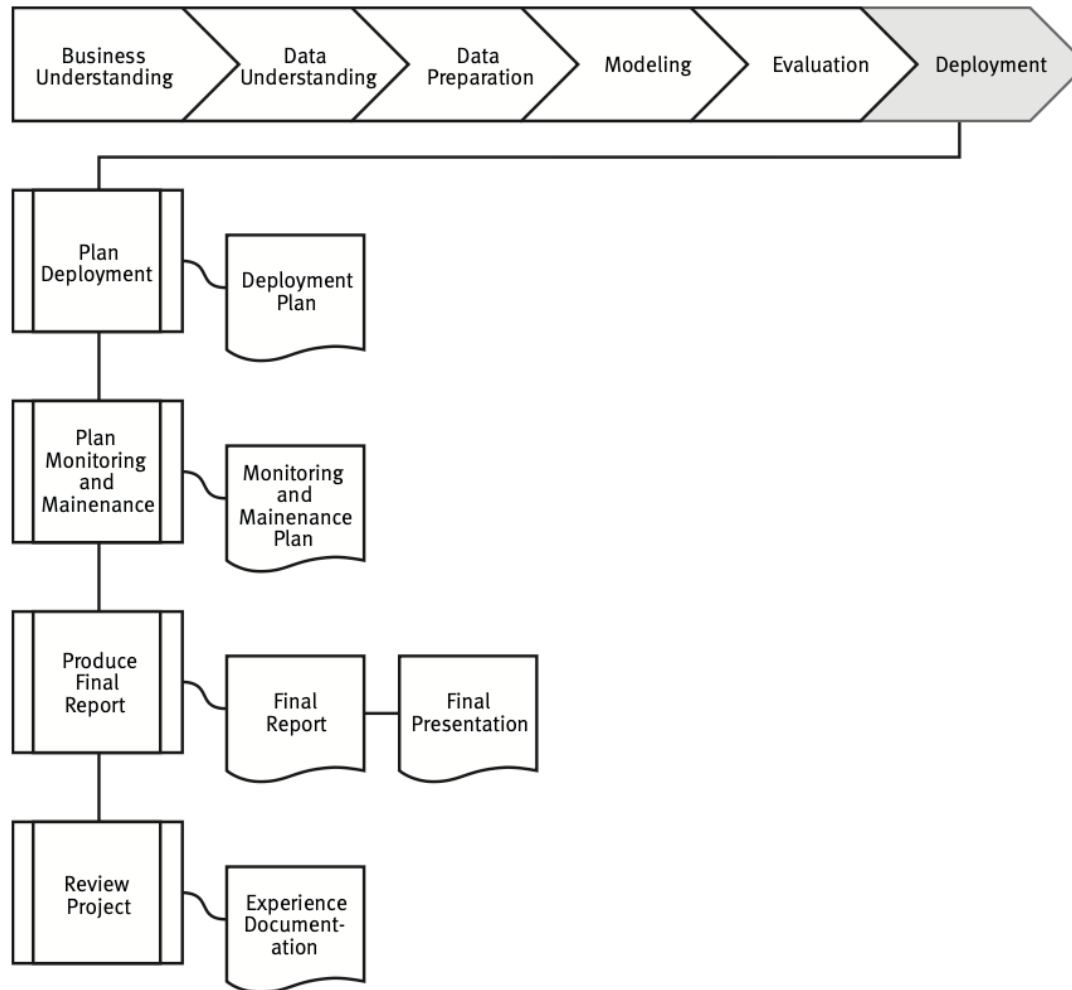 Business
Understanding
Data
Understanding
Data
Preparation
Modeling
Evaluation
Deployment
Plan
Deployment
Deployment
Plan
Plan
Monitoring
and
Mainenance
Monitoring
and
Mainenance
Plan
Produce
Final
Report
Final
Report
Final
Presentation
Review
Project
Experience
Document-
ation